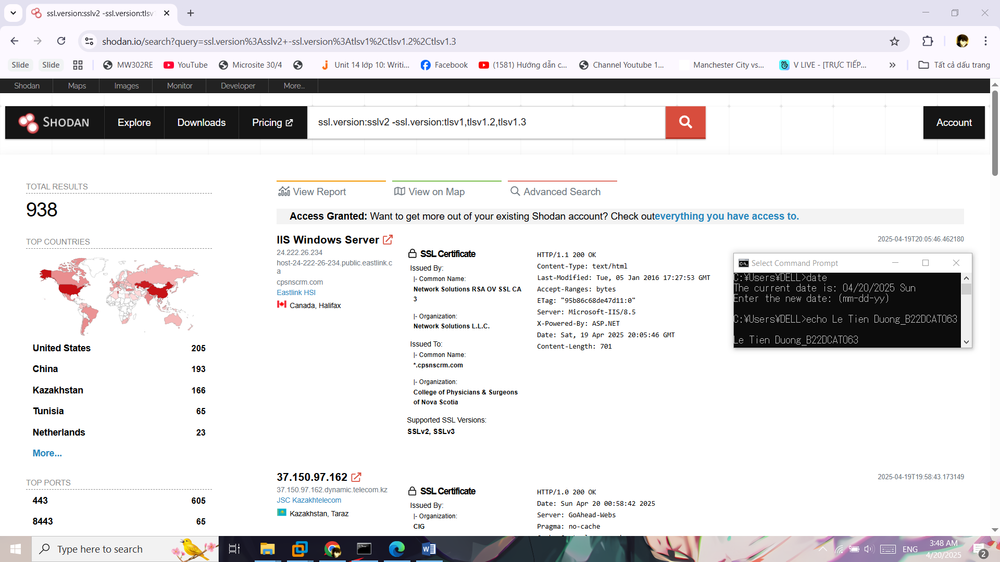 ssl.version:sslv2 -ssl.version:tlsv1
shodan.io/search?query=ssl.version%3Asslv2+-ssl.version%3Atlsv1%2Ctlsv1.2%2Ctlsv1.3
Slide Slide MW302RE YouTube Microsite 30/4 Unit 14 lớp 10: Writi... Facebook (1581) Hướng dẫn c... Channel Youtube 1... Manchester City vs... V LIVE - [TRỰC TIẾP... » Tất cả dấu trang
Shodan Maps Images Monitor Developer More...
SHODAN Explore Downloads Pricing ssl.version:sslv2 -ssl.version:tlsv1,tlsv1.2,tlsv1.3 Account
TOTAL RESULTS
938
TOP COUNTRIES
United States 205
China 193
Kazakhstan 166
Tunisia 65
Netherlands 23
More...
TOP PORTS
443 605
8443 65
View Report View on Map Advanced Search
Access Granted: Want to get more out of your existing Shodan account? Check outeverything you have access to.
IIS Windows Server
2025-04-19T20:05:46.462180
24.222.26.234
host-24-222-26-234.public.eastlink.c
a
cpsnscrm.com
Eastlink HSI
Canada, Halifax
SSL Certificate
Issued By:
|- Common Name:
Network Solutions RSA OV SSL CA
3
|- Organization:
Network Solutions L.L.C.
Issued To:
|- Common Name:
*.cpsnscrm.com
|- Organization:
College of Physicians & Surgeons
of Nova Scotia
Supported SSL Versions:
SSLv2, SSLv3
HTTP/1.1 200 OK
Content-Type: text/html
Last-Modified: Tue, 05 Jan 2016 17:27:53 GMT
Accept-Ranges: bytes
ETag: "95b86c68de47d11:0"
Server: Microsoft-IIS/8.5
X-Powered-By: ASP.NET
Date: Sat, 19 Apr 2025 20:05:46 GMT
Content-Length: 701
Select Command Prompt
C:¥Users¥DELL>date
The current date is: 04/20/2025 Sun
Enter the new date: (mm-dd-yy)
C:¥Users¥DELL>echo Le Tien Duong_B22DCAT063
Le Tien Duong_B22DCAT063
37.150.97.162
2025-04-19T19:58:43.173149
37.150.97.162.dynamic.telecom.kz
JSC Kazakhtelecom
Kazakhstan, Taraz
SSL Certificate
Issued By:
|- Organization:
CIG
HTTP/1.0 200 OK
Date: Sun Apr 20 00:58:42 2025
Server: GoAhead-Webs
Pragma: no-cache
Type here to search
ENG
3:48 AM
4/20/2025
2